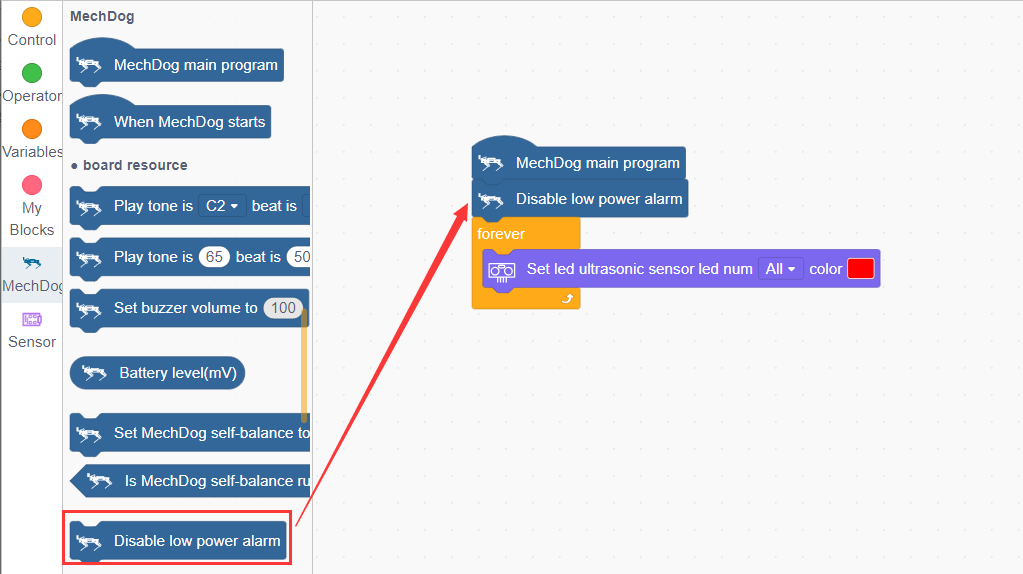 Control
Operator
Variables
My
Blocks
MechDog
Sensor
MechDog
MechDog main program
When MechDog starts
● board resource
Play tone is C2 beat is
Play tone is 65 beat is 50
Set buzzer volume to 100
Battery level(mV)
Set MechDog self-balance to
Is MechDog self-balance ru
Disable low power alarm
MechDog main program
Disable low power alarm
forever
Set led ultrasonic sensor led num All color